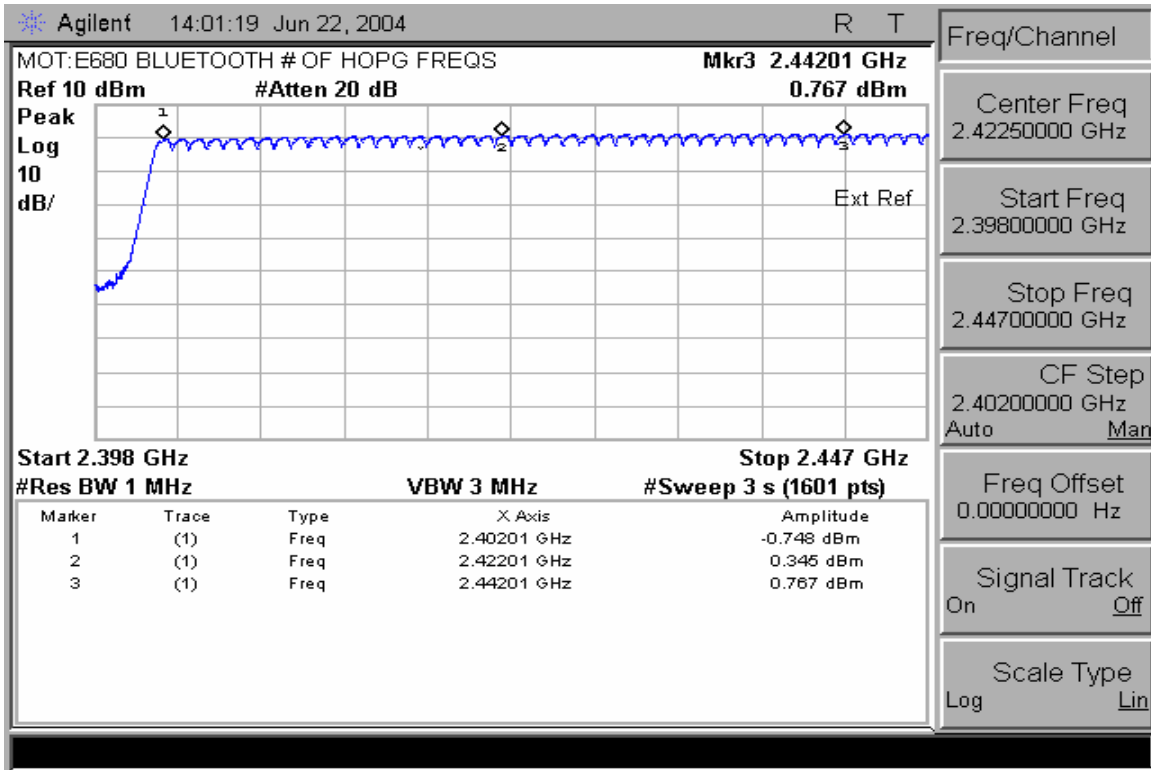 Agilent 14:01:19 Jun 22, 2004 R T
MOT:E680 BLUETOOTH # OF HOPG FREQS Mkr3 2.44201 GHz
Ref 10 dBm #Atten 20 dB 0.767 dBm
Peak
Log
10
dB/
1
2
3
Ext Ref
Start 2.398 GHz Stop 2.447 GHz
#Res BW 1 MHz VBW 3 MHz #Sweep 3 s (1601 pts)
Marker Trace Type X Axis Amplitude
1 (1) Freq 2.40201 GHz -0.748 dBm
2 (1) Freq 2.42201 GHz 0.345 dBm
3 (1) Freq 2.44201 GHz 0.767 dBm
Freq/Channel
Center Freq
2.42250000 GHz
Start Freq
2.39800000 GHz
Stop Freq
2.44700000 GHz
CF Step
2.40200000 GHz
Auto Man
Freq Offset
0.00000000 Hz
Signal Track
On Off
Scale Type
Log Lin